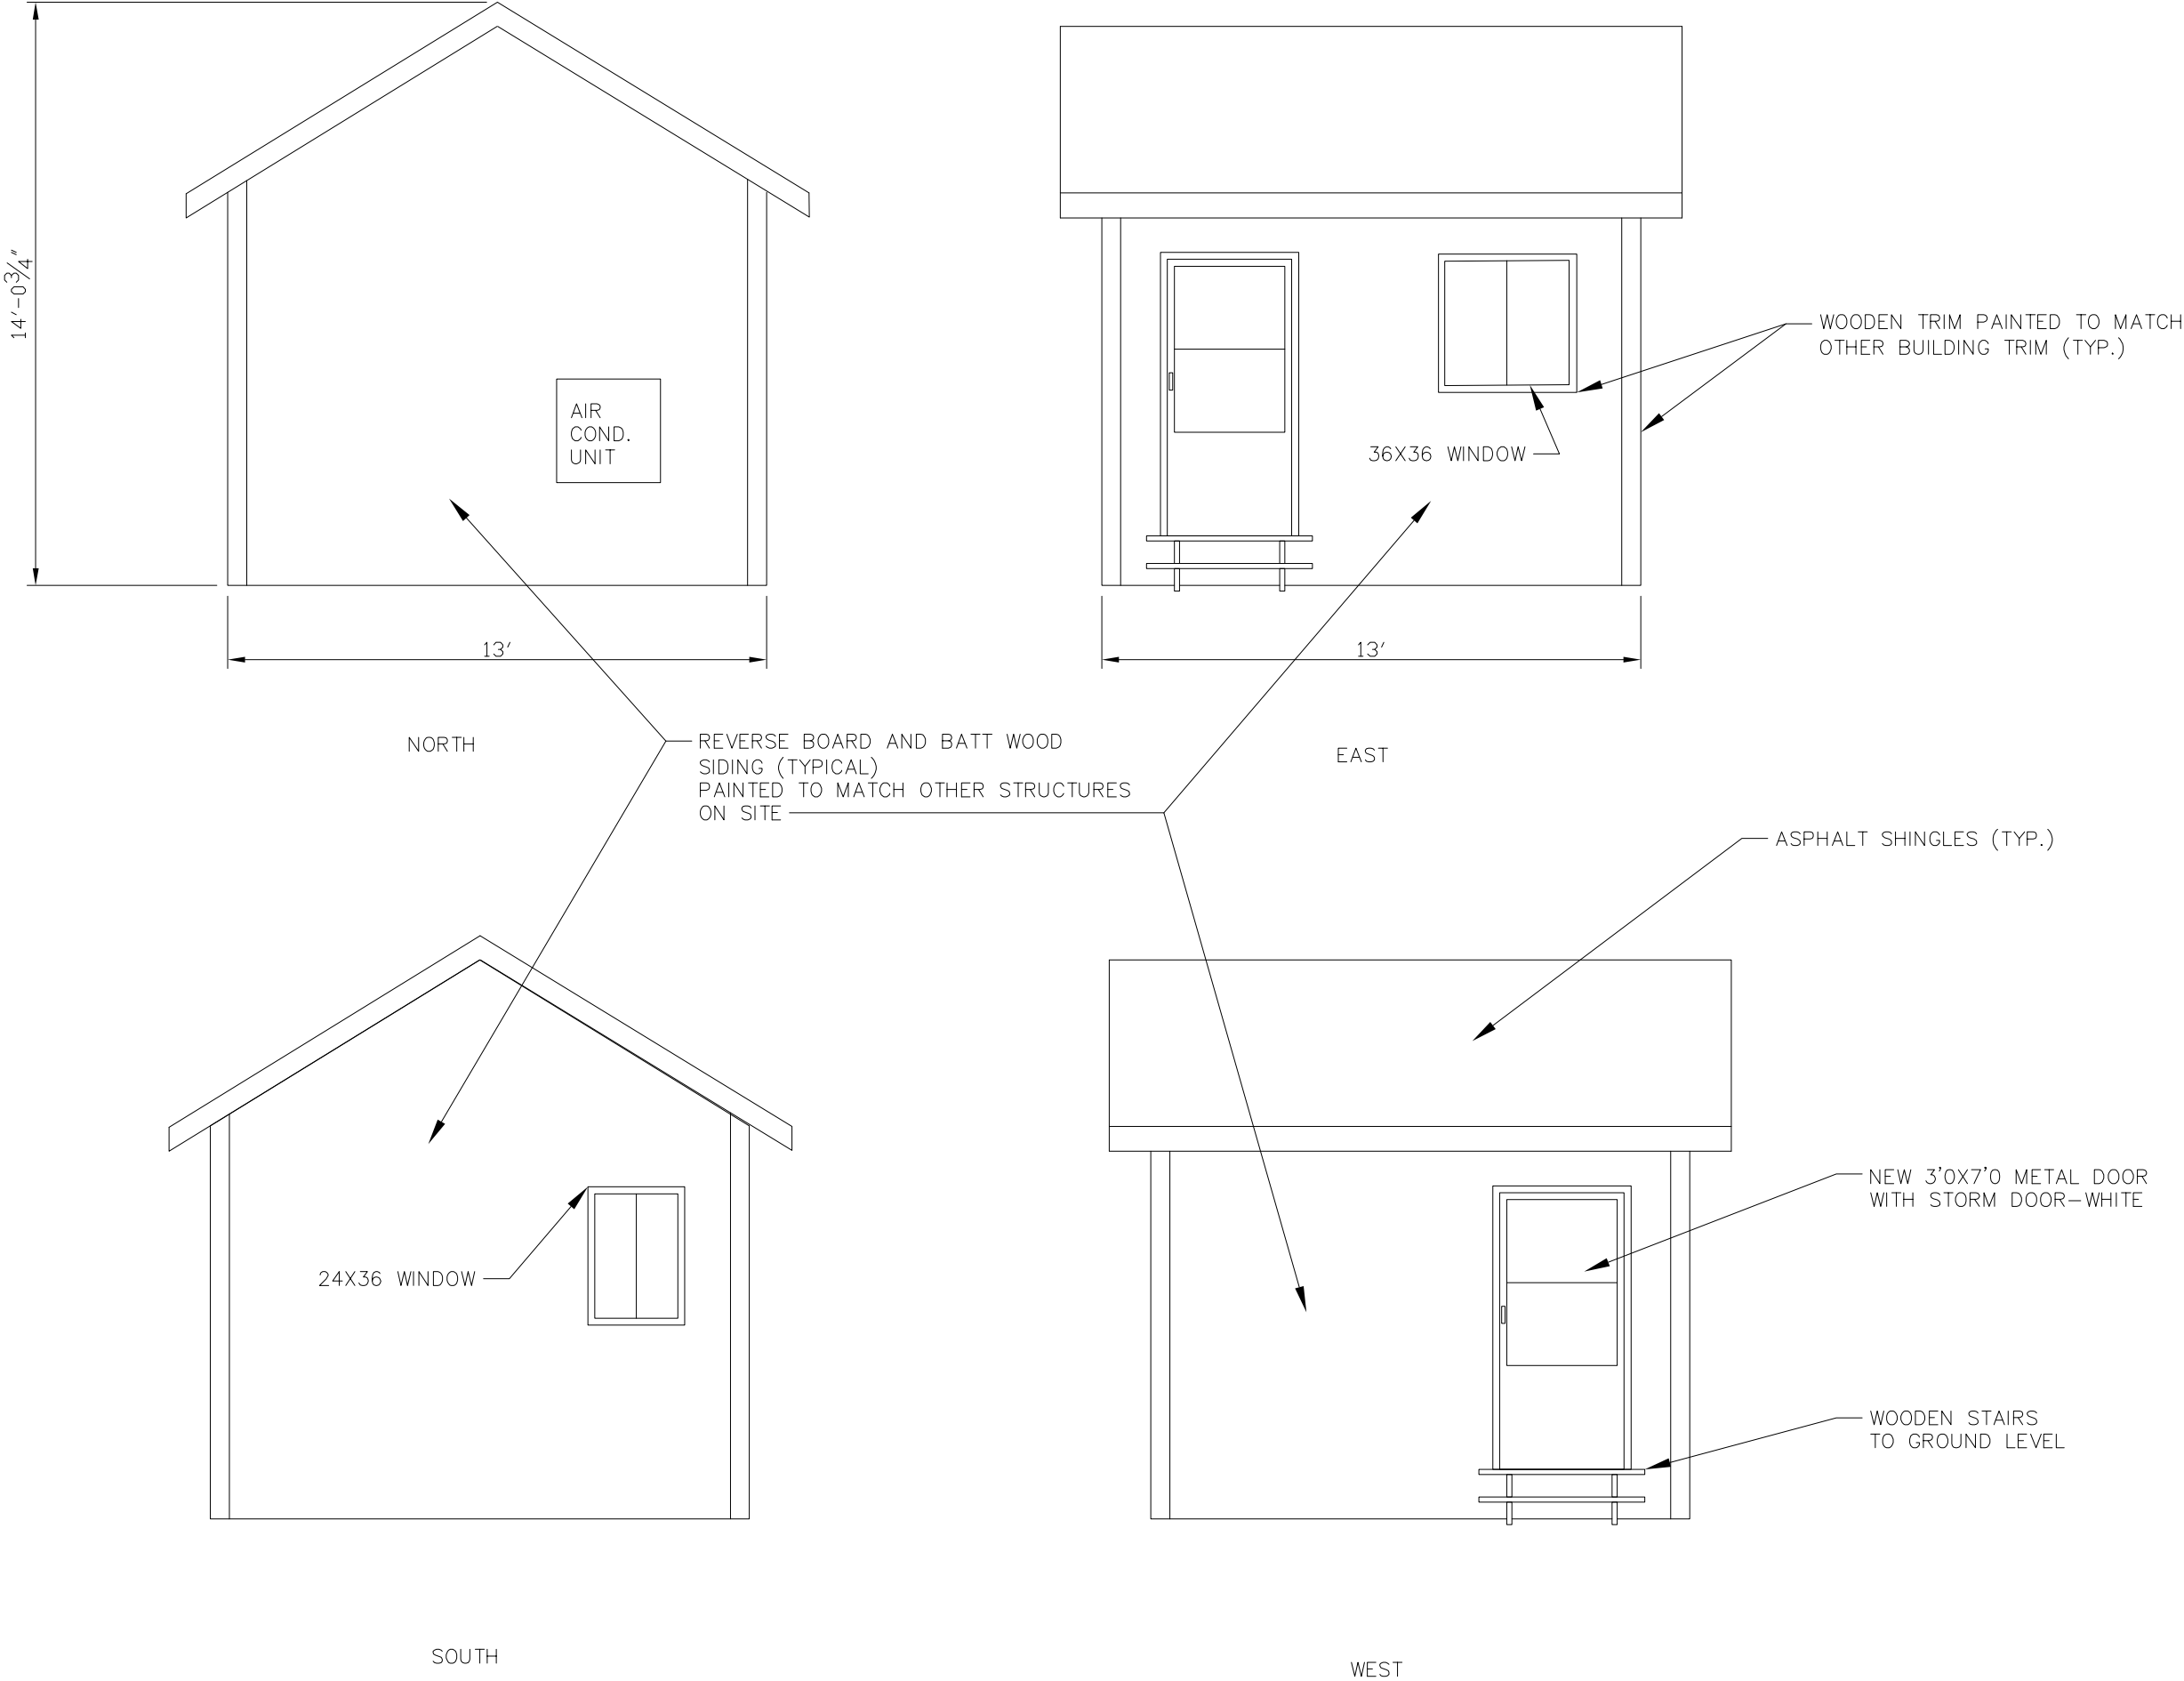 14'-0 3/4"
AIR
COND.
UNIT
13'
NORTH
36X36 WINDOW
WOODEN TRIM PAINTED TO MATCH
OTHER BUILDING TRIM (TYP.)
13'
EAST
REVERSE BOARD AND BATT WOOD
SIDING (TYPICAL)
PAINTED TO MATCH OTHER STRUCTURES
ON SITE
ASPHALT SHINGLES (TYP.)
24X36 WINDOW
SOUTH
NEW 3'0X7'0 METAL DOOR
WITH STORM DOOR-WHITE
WOODEN STAIRS
TO GROUND LEVEL
WEST